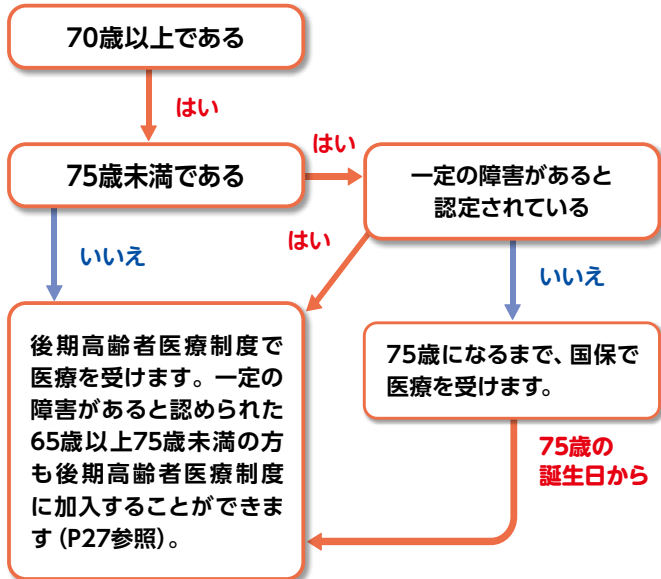 70歳以上である
はい
75歳未満である
はい
一定の障害があると
認定されている
いいえ
はい
いいえ
後期高齢者医療制度で
医療を受けます。一定の
障害があると認められた
65歳以上75歳未満の方
も後期高齢者医療制度
に加入することができま
す（P27参照）。
75歳になるまで、国保で
医療を受けます。
75歳の
誕生日から